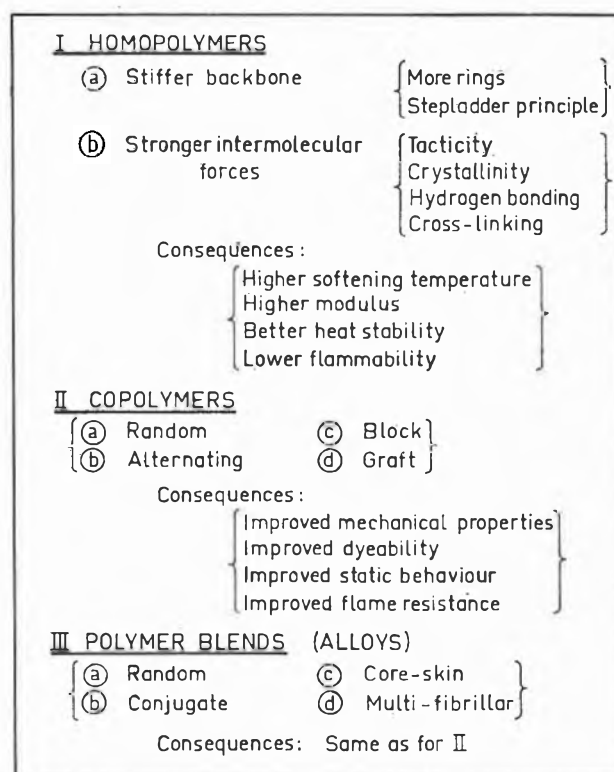 I HOMOPOLYMERS
(a) Stiffer backbone More rings
Stepladder principle
(b) Stronger intermolecular forces Tacticity
Crystallinity
Hydrogen bonding
Cross-linking
Consequences :
Higher softening temperature
Higher modulus
Better heat stability
Lower flammability
II COPOLYMERS
(a) Random (c) Block
(b) Alternating (d) Graft
Consequences :
Improved mechanical properties
Improved dyeability
Improved static behaviour
Improved flame resistance
III POLYMER BLENDS (ALLOYS)
(a) Random (c) Core-skin
(b) Conjugate (d) Multi-fibrillar
Consequences: Same as for II